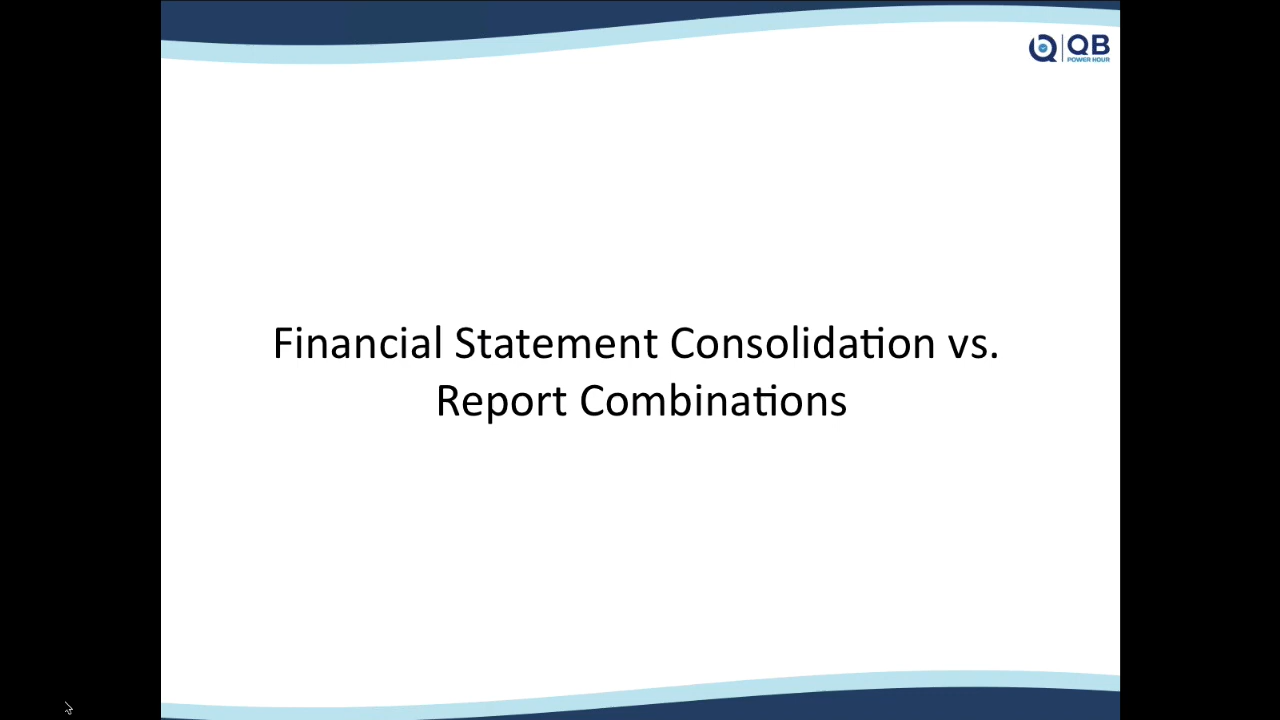 QB
POWER HOUR
Financial Statement Consolidation vs.
Report Combinations